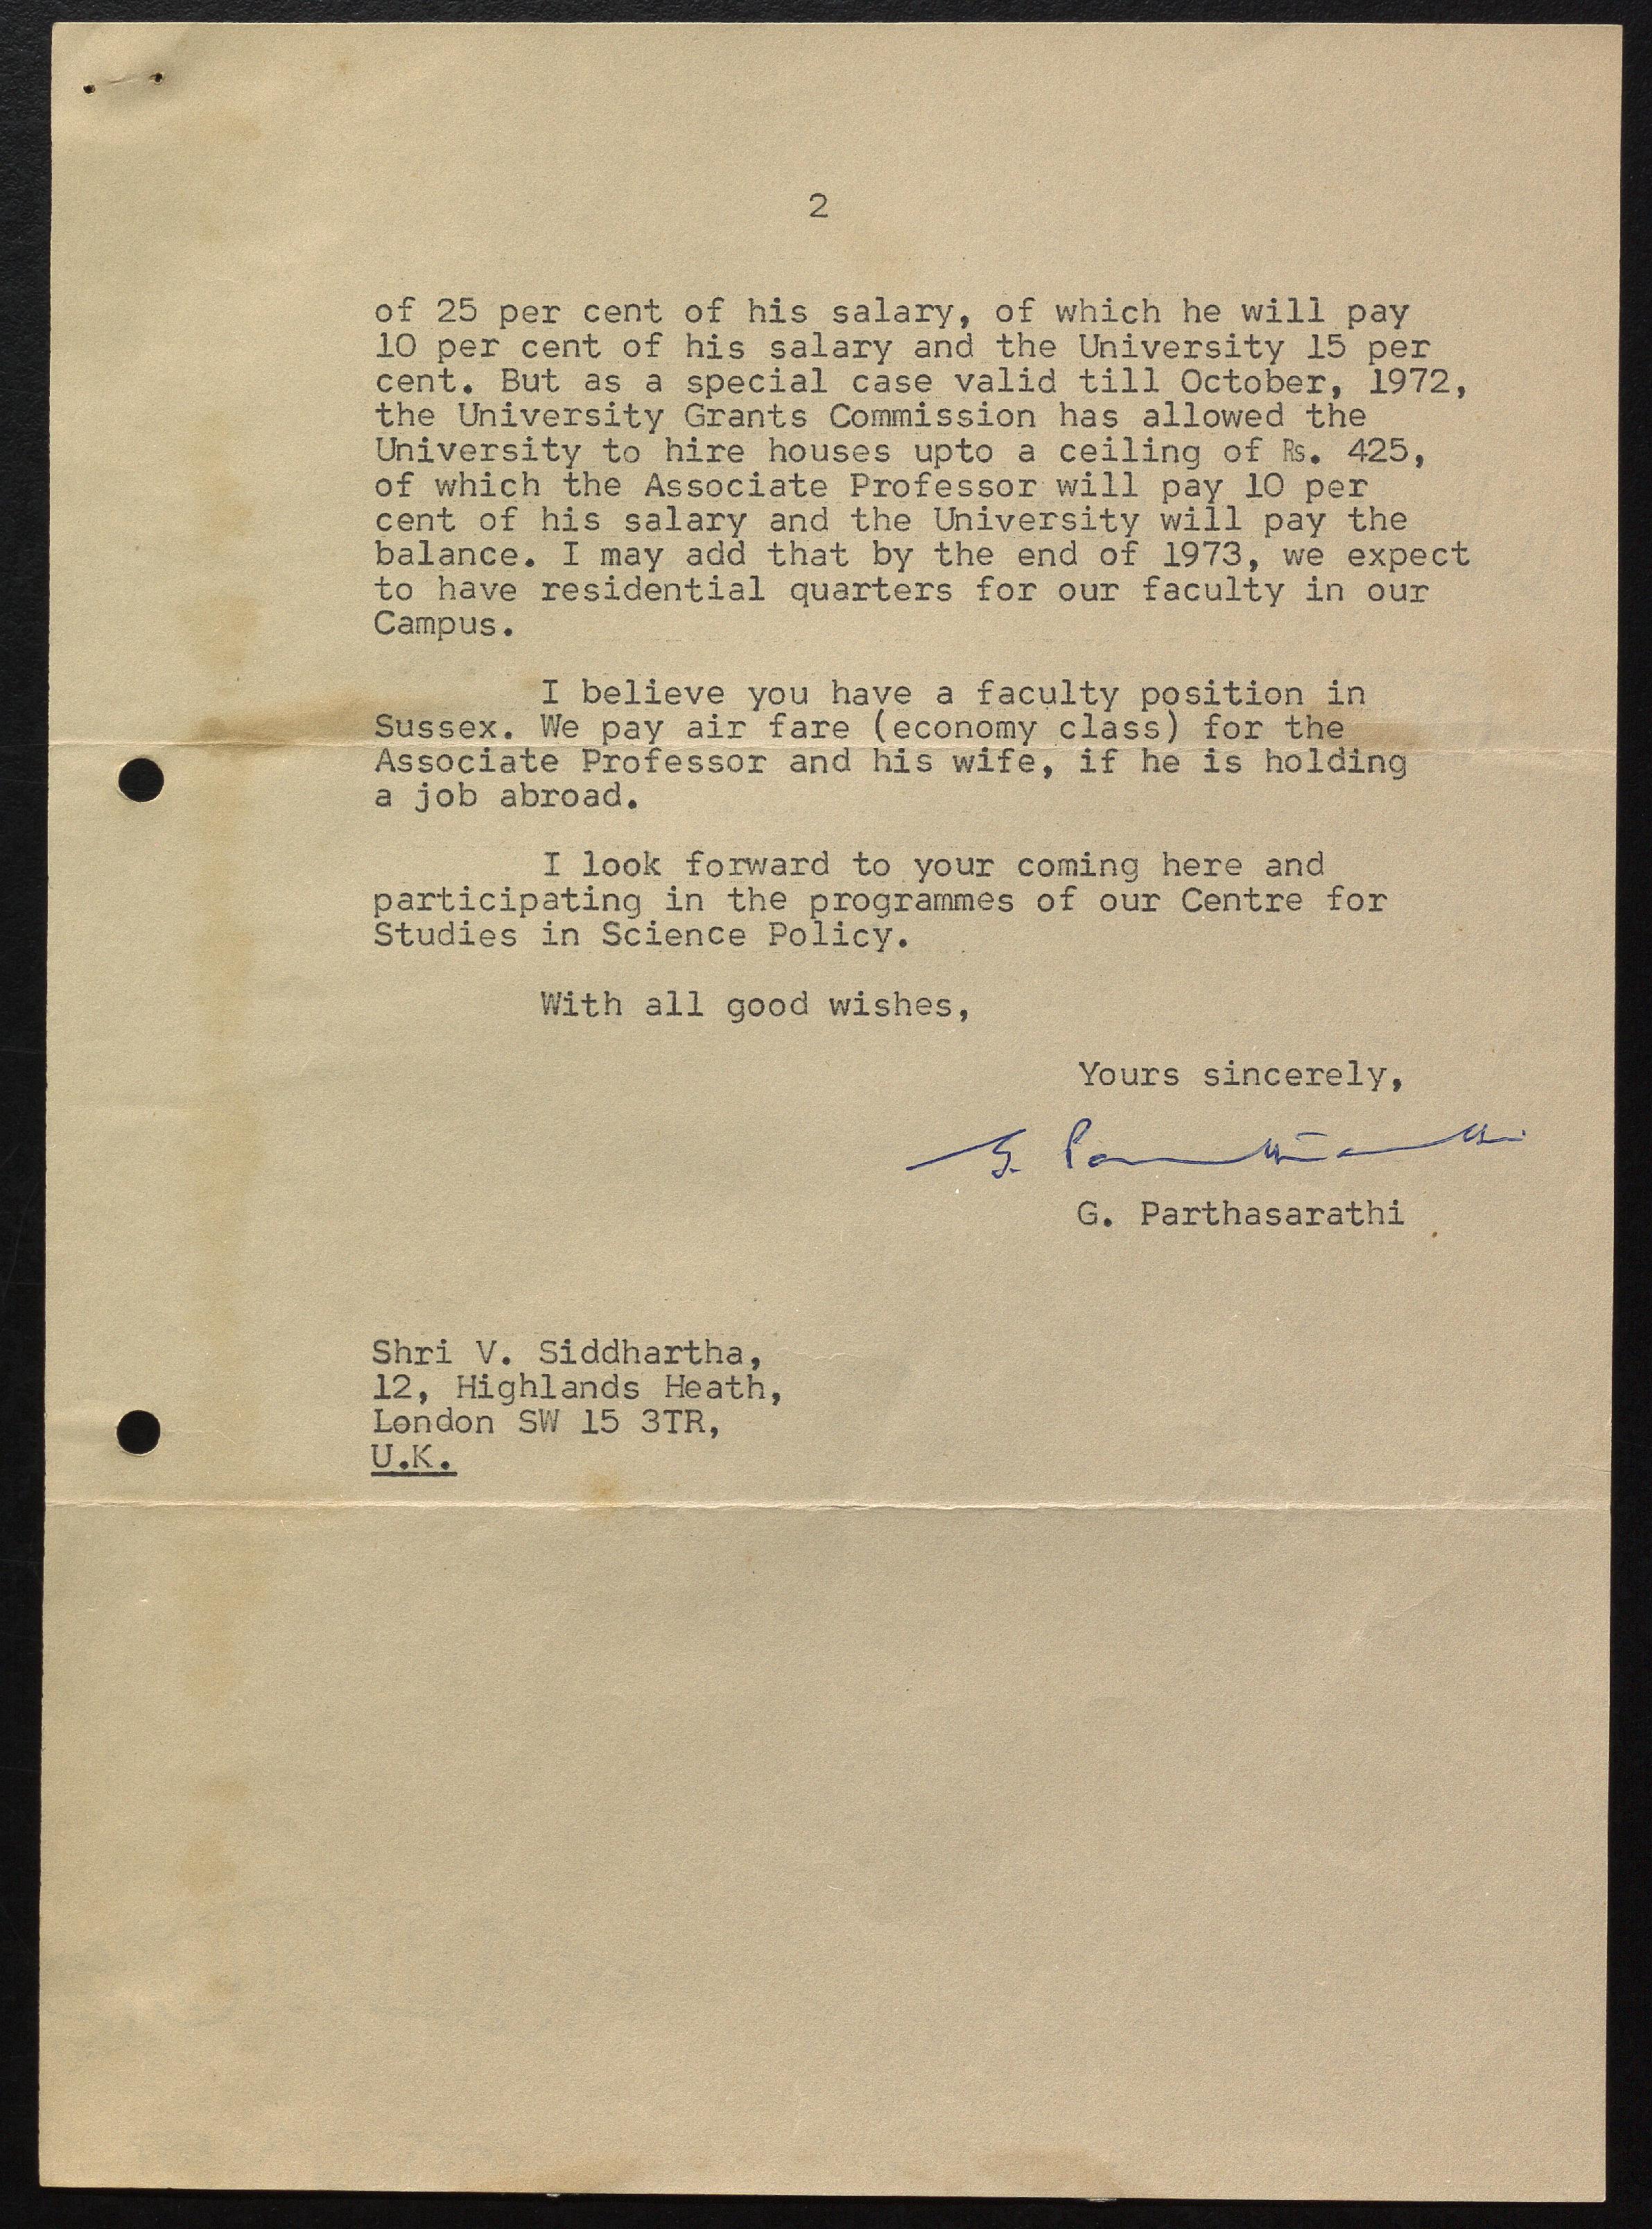 2
of 25 per cent of his salary, of which he will pay
10 per cent of his salary and the University 15 per
cent. But as a special case valid till October, 1972,
the University Grants Commission has allowed the
University to hire houses upto a ceiling of Rs. 425,
of which the Associate Professor will pay 10 per
cent of his salary and the University will pay the
balance. I may add that by the end of 1973, we expect
to have residential quarters for our faculty in our
Campus.
I believe you have a faculty position in
Sussex. We pay air fare (economy class) for the
Associate Professor and his wife, if he is holding
a job abroad.
I look forward to your coming here and
participating in the programmes of our Centre for
Studies in Science Policy.
With all good wishes,
Yours sincerely,
G. Parthasarathi
G. Parthasarathi
Shri V. Siddhartha,
12, Highlands Heath,
London SW 15 3TR,
U.K.